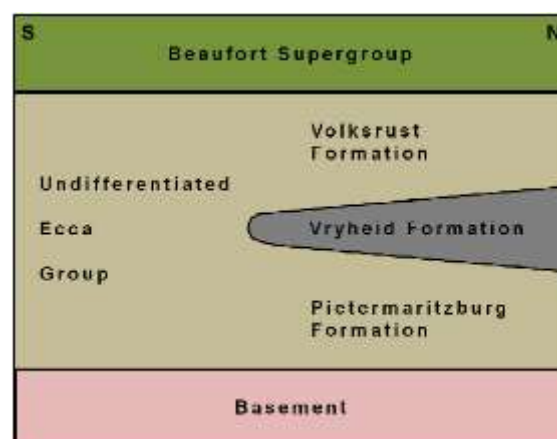 S
N
Beaufort Supergroup
Volksrust
Formation
Undifferentiated
Ecca
Group
Vryheid Formation
Pietermaritzburg
Formation
Basement